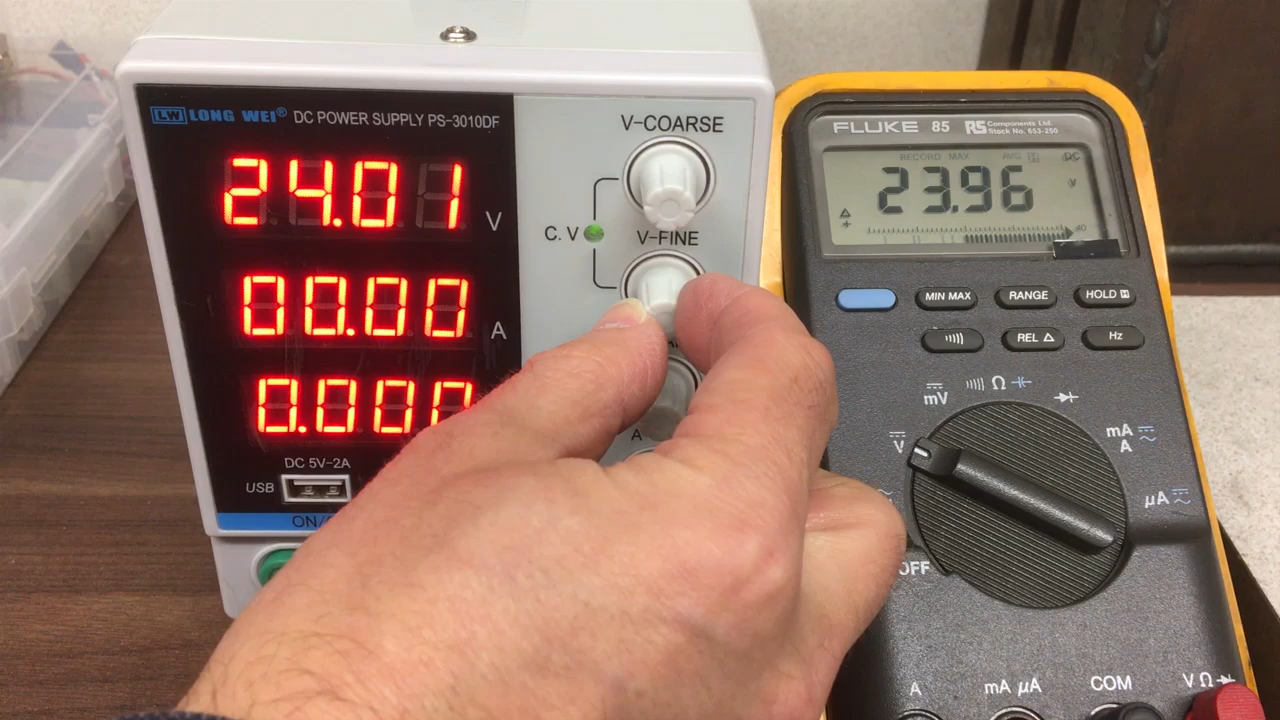 LW LONG WEI® DC POWER SUPPLY PS-3010DF
24.01 V
00.00 A
0.000
DC 5V-2A
USB
V-COARSE
C.V
V-FINE
A
FLUKE 85 RS Components Ltd.
Stock No. 653-250
RECORD MAX AVG DC
23.96 V
40
MIN MAX RANGE HOLD H
REL △ Hz
mV Ω
V
mA
A
µA
OFF
A mA µA COM V Ω